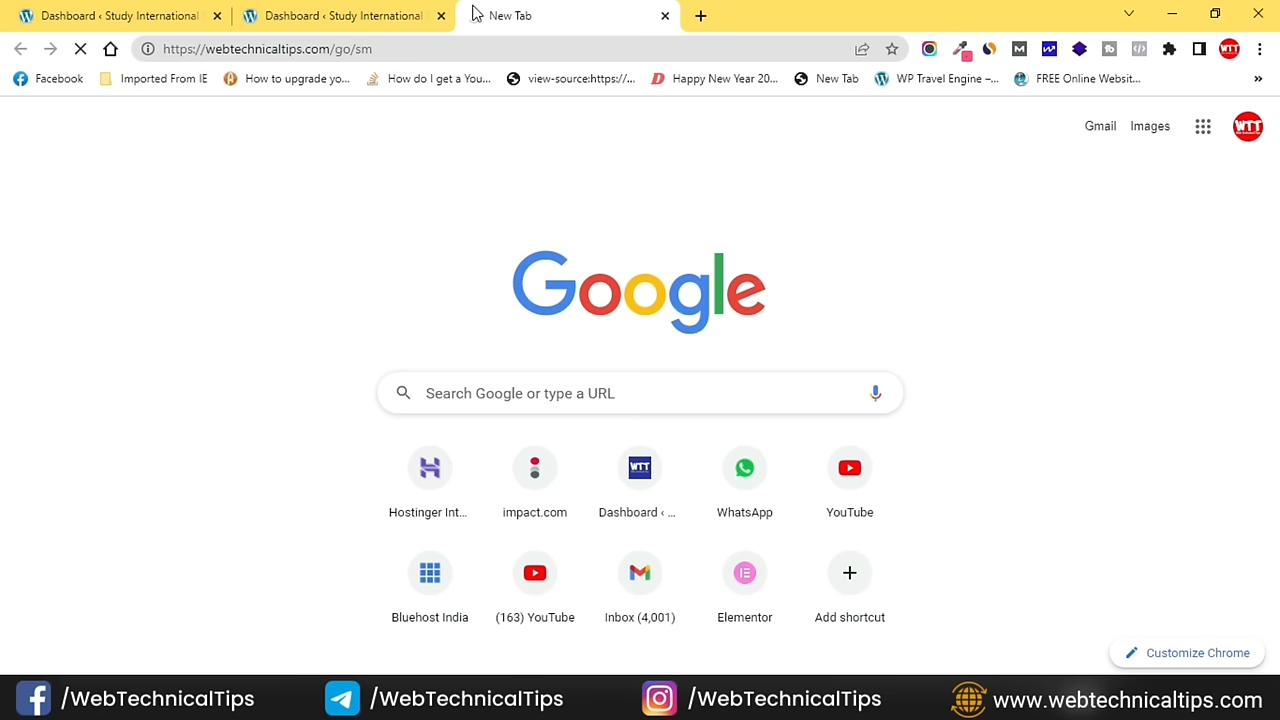 Dashboard ‹ Study International
Dashboard ‹ Study International
New Tab
https://webtechnicaltips.com/go/sm
WTT
Facebook
Imported From IE
How to upgrade yo...
How do I get a You...
view-source:https://...
Happy New Year 20...
New Tab
WP Travel Engine –...
FREE Online Websit...
»
Gmail
Images
WTT
Google
Search Google or type a URL
WTT
Hostinger Int...
impact.com
Dashboard ‹ ...
WhatsApp
YouTube
Bluehost India
(163) YouTube
Inbox (4,001)
Elementor
Add shortcut
Customize Chrome
/WebTechnicalTips
/WebTechnicalTips
/WebTechnicalTips
www.webtechnicaltips.com